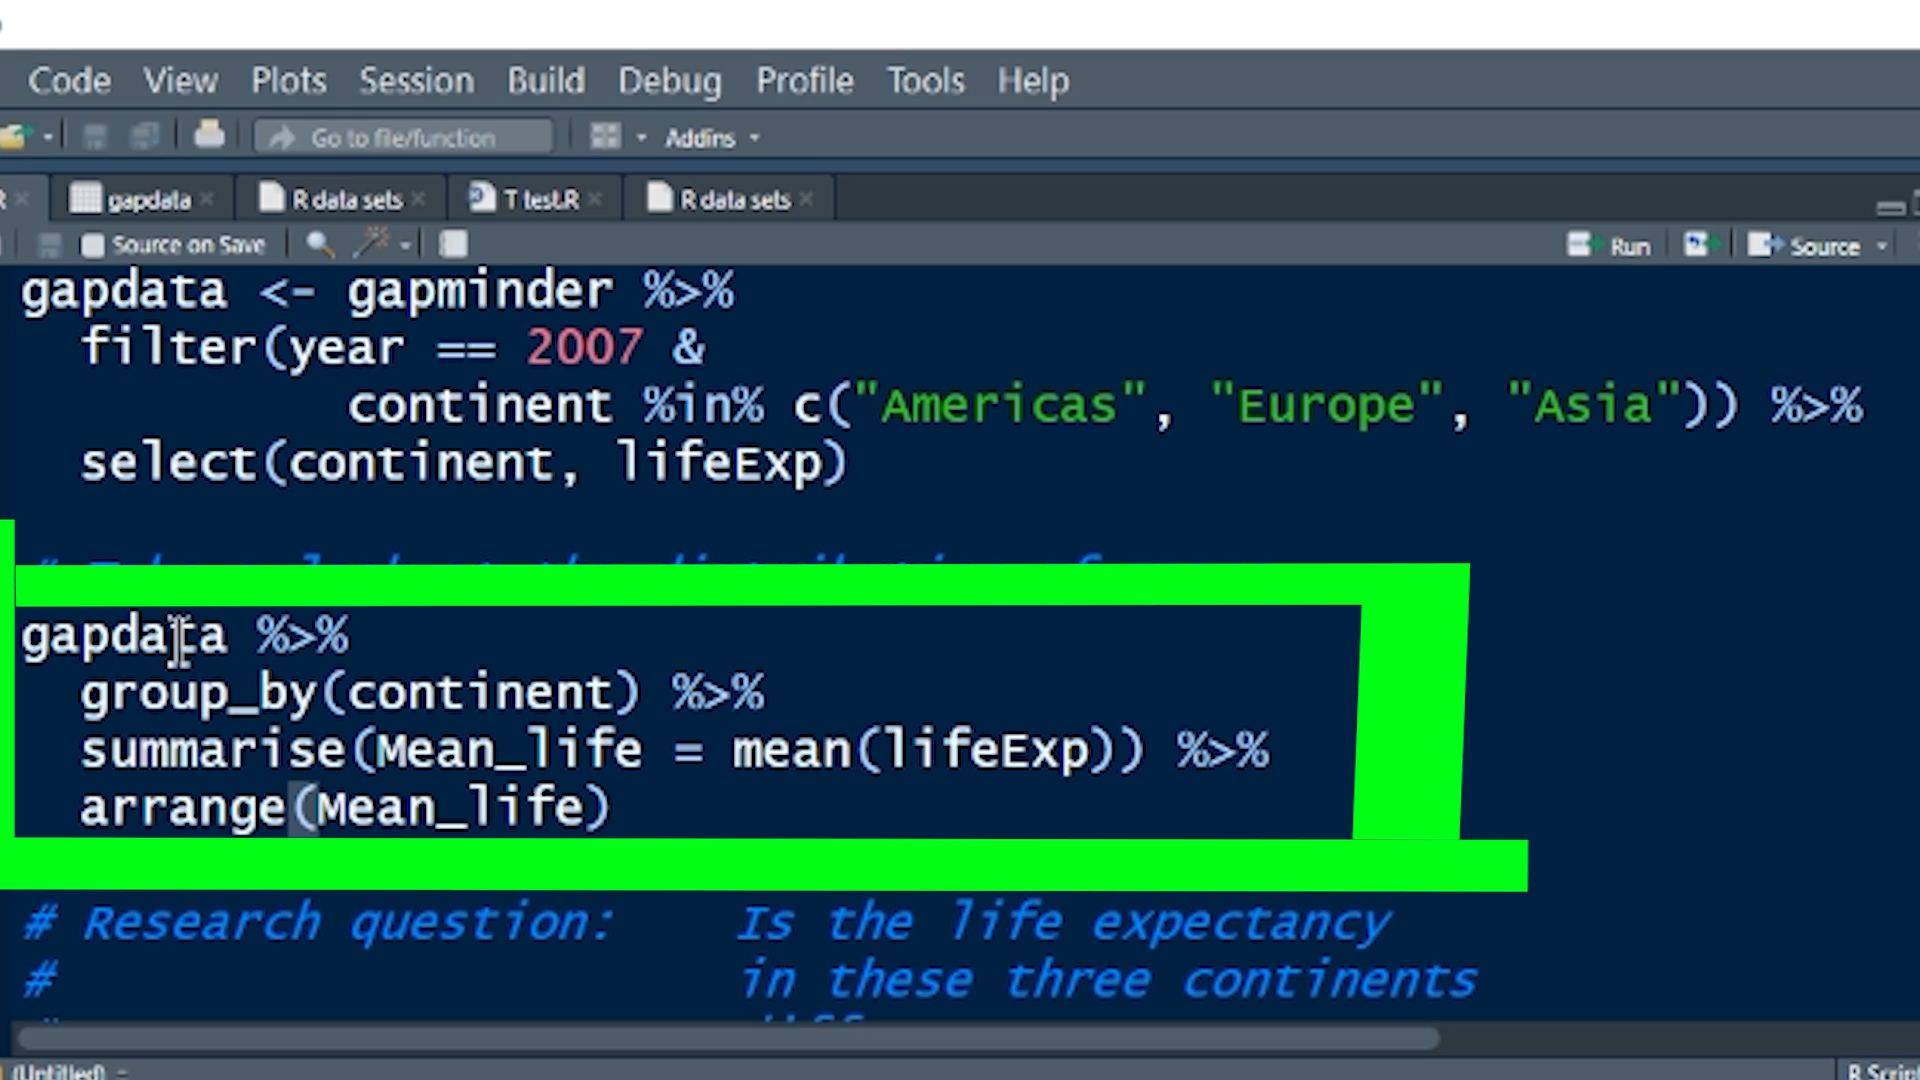 Code View Plots Session Build Debug Profile Tools Help
Go to file/function Addins
R gapdata R data sets T test.R R data sets
Source on Save Run Source
gapdata <- gapminder %>%
filter(year == 2007 &
continent %in% c("Americas", "Europe", "Asia")) %>%
select(continent, lifeExp)
gapdata %>%
group_by(continent) %>%
summarise(Mean_life = mean(lifeExp)) %>%
arrange(Mean_life)
# Research question: Is the life expectancy
# in these three continents
(Untitled) R Script